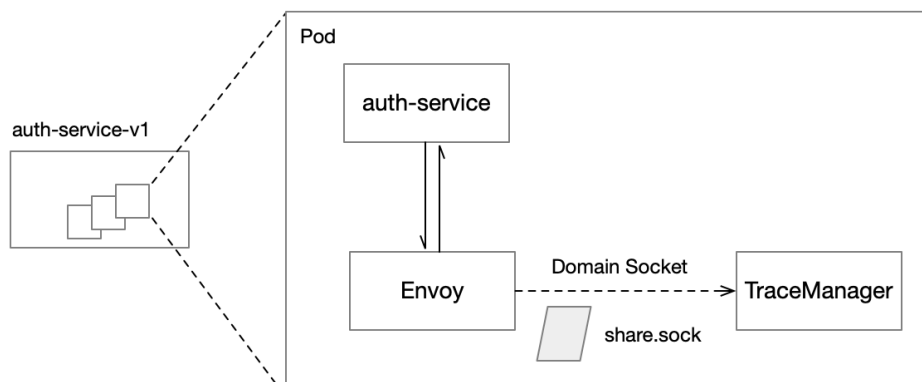 Pod
auth-service
auth-service-v1
Domain Socket
Envoy
TraceManager
share.sock